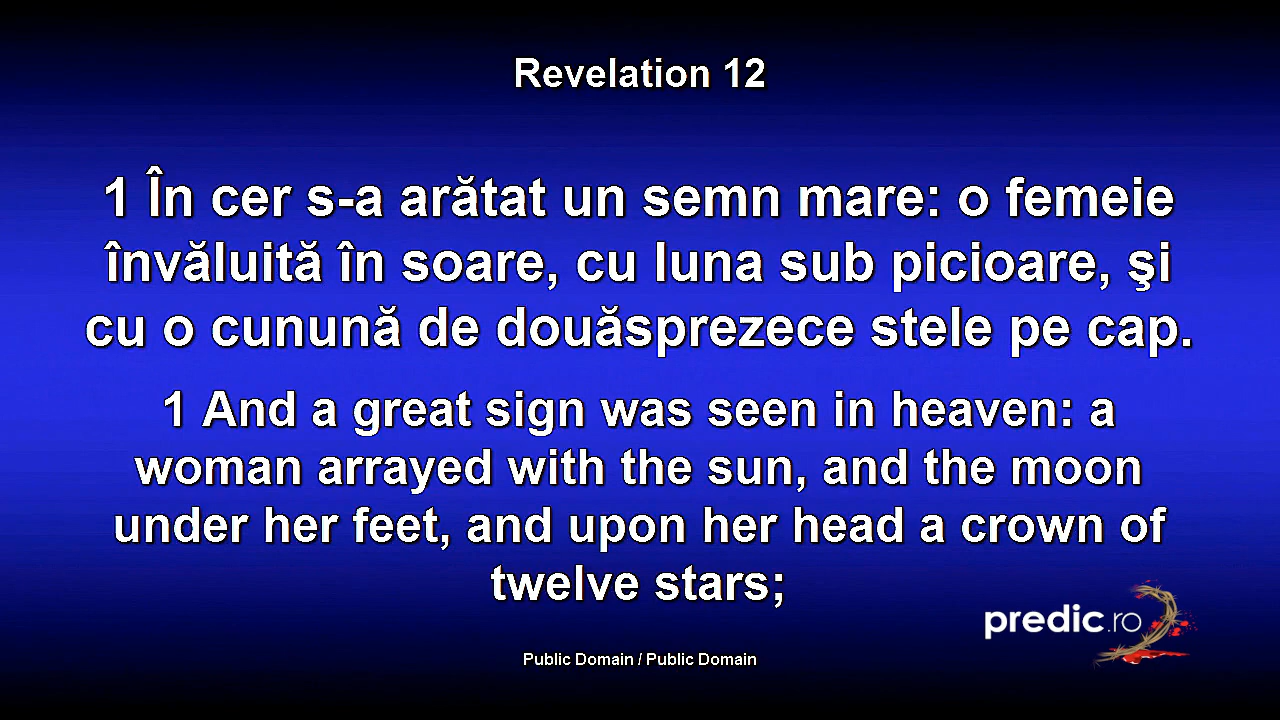 Revelation 12
1 În cer s-a arătat un semn mare: o femeie
învăluită în soare, cu luna sub picioare, şi
cu o cunună de douăsprezece stele pe cap.
1 And a great sign was seen in heaven: a
woman arrayed with the sun, and the moon
under her feet, and upon her head a crown of
twelve stars;
predic.ro
Public Domain / Public Domain